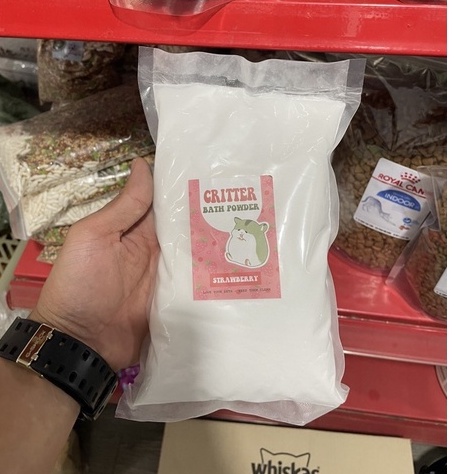 CRITTER
BATH POWDER
STRAWBERRY
ROYAL CANIN
INDOOR
whiskas